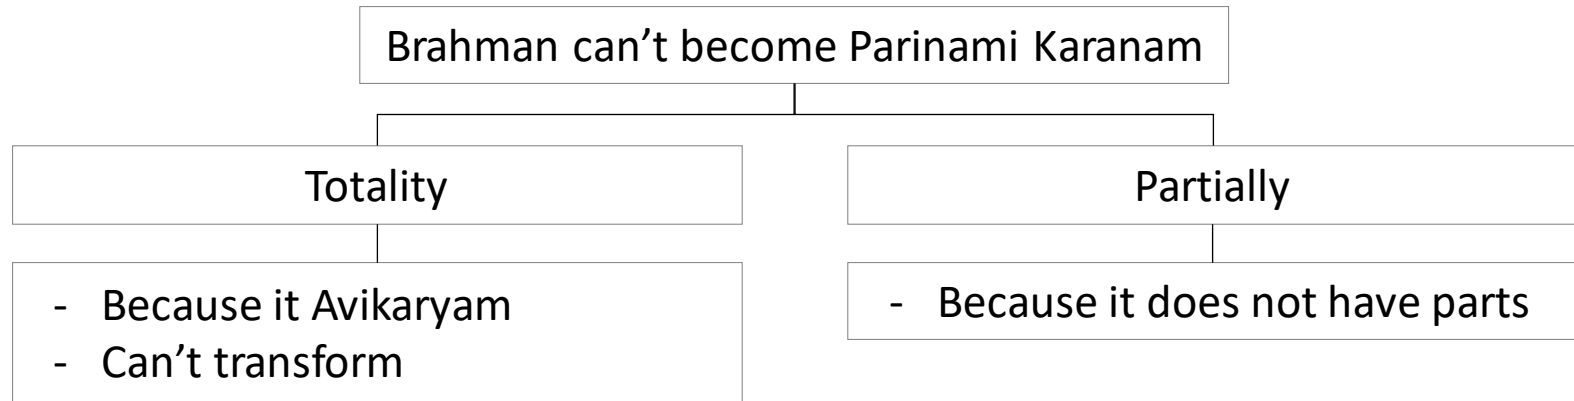 Brahman can’t become Parinami Karanam
Totality
Partially
- Because it Avikaryam
- Can’t transform
- Because it does not have parts